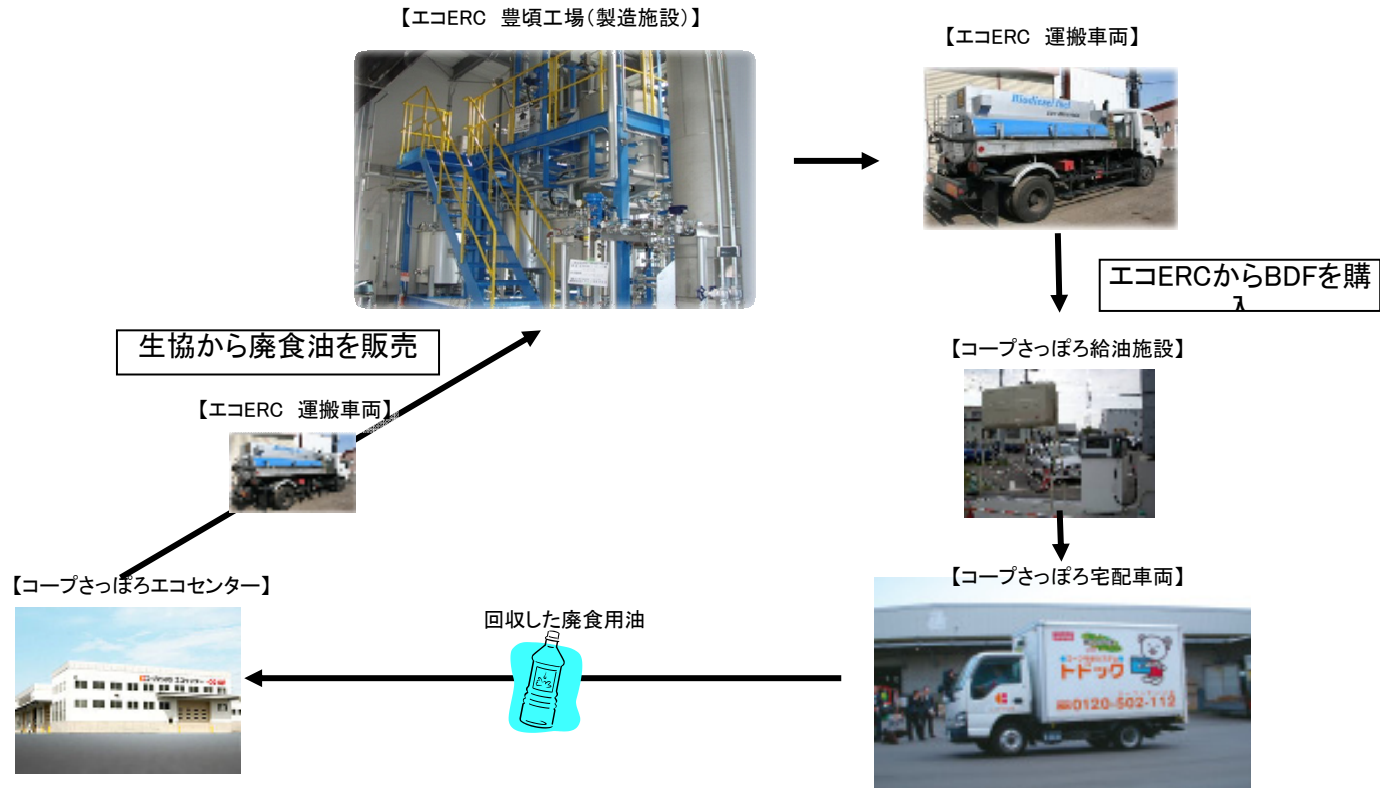 【エコERC 豊頃工場(製造施設)】
【エコERC 運搬車両】
Biodiesel Fuel
エコERCからBDFを購
入
生協から廃食油を販売
【コープさっぽろ給油施設】
【エコERC 運搬車両】
【コープさっぽろエコセンター】
【コープさっぽろ宅配車両】
回収した廃食用油
トドック
0120-502-112